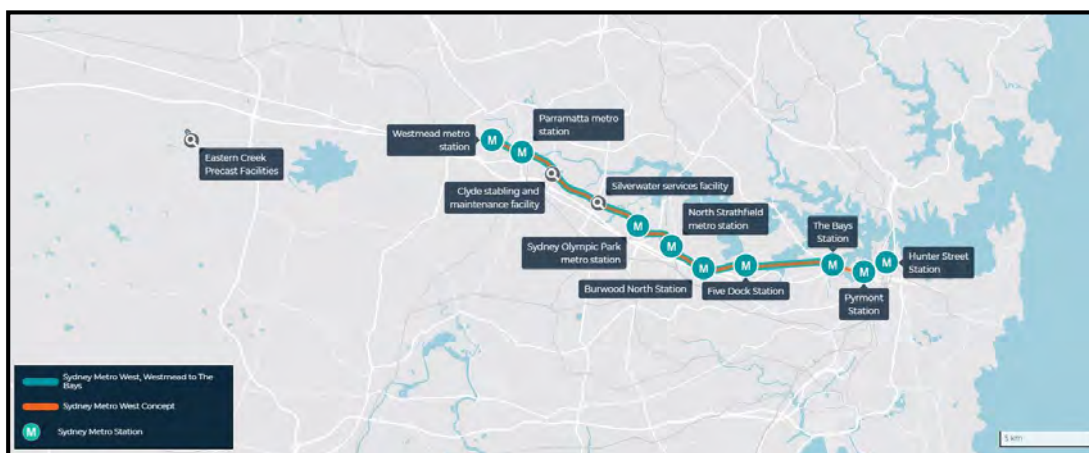 Parramatta metro
station
Westmead metro
station
Eastern Creek
Precast Facilities
Clyde stabling and
maintenance facility
Silverwater services facility
North Strathfield
metro station
Sydney Olympic Park
metro station
The Bays
Station
Hunter Street
Station
Burwood North Station
Five Dock Station
Pyrmont
Station
M
M
M
M
M
M
M
M
M
Sydney Metro West, Westmead to The
Bays
Sydney Metro West Concept
M
Sydney Metro Station
5 km